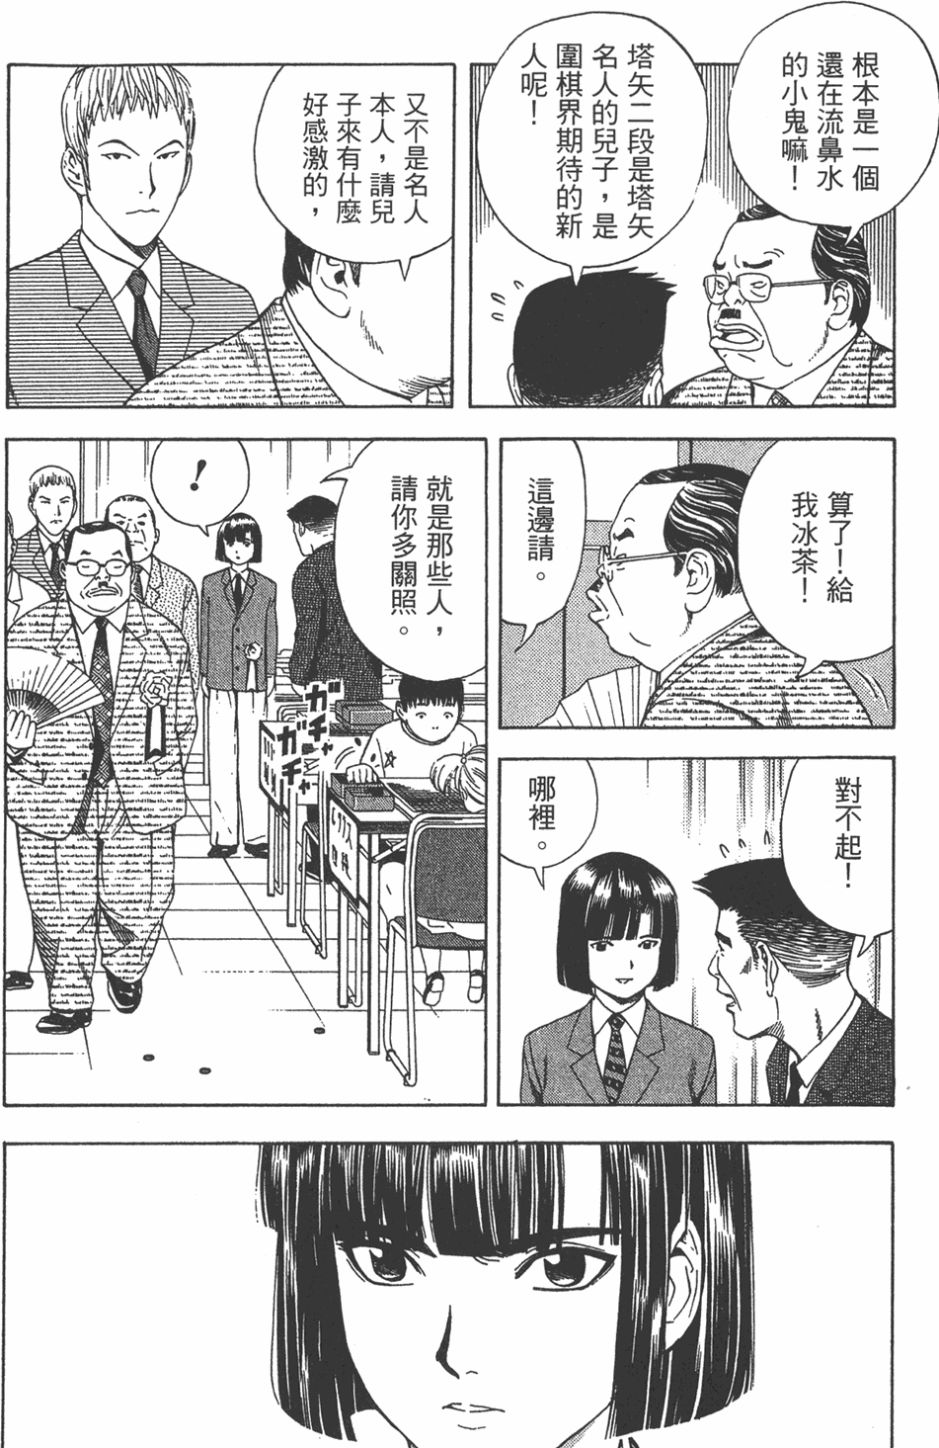 根本是一個
還在流鼻水
的小鬼嘛！
塔矢二段是塔矢
名人的兒子，是
圍棋界期待的新
人呢！
又不是名人
本人，請兒
子來有什麼
好感激的，
算了！給
我冰茶！
這邊請。
就是那些人，
請你多關照。
！
ガチャ
ガチャ
對不起！
哪裡。